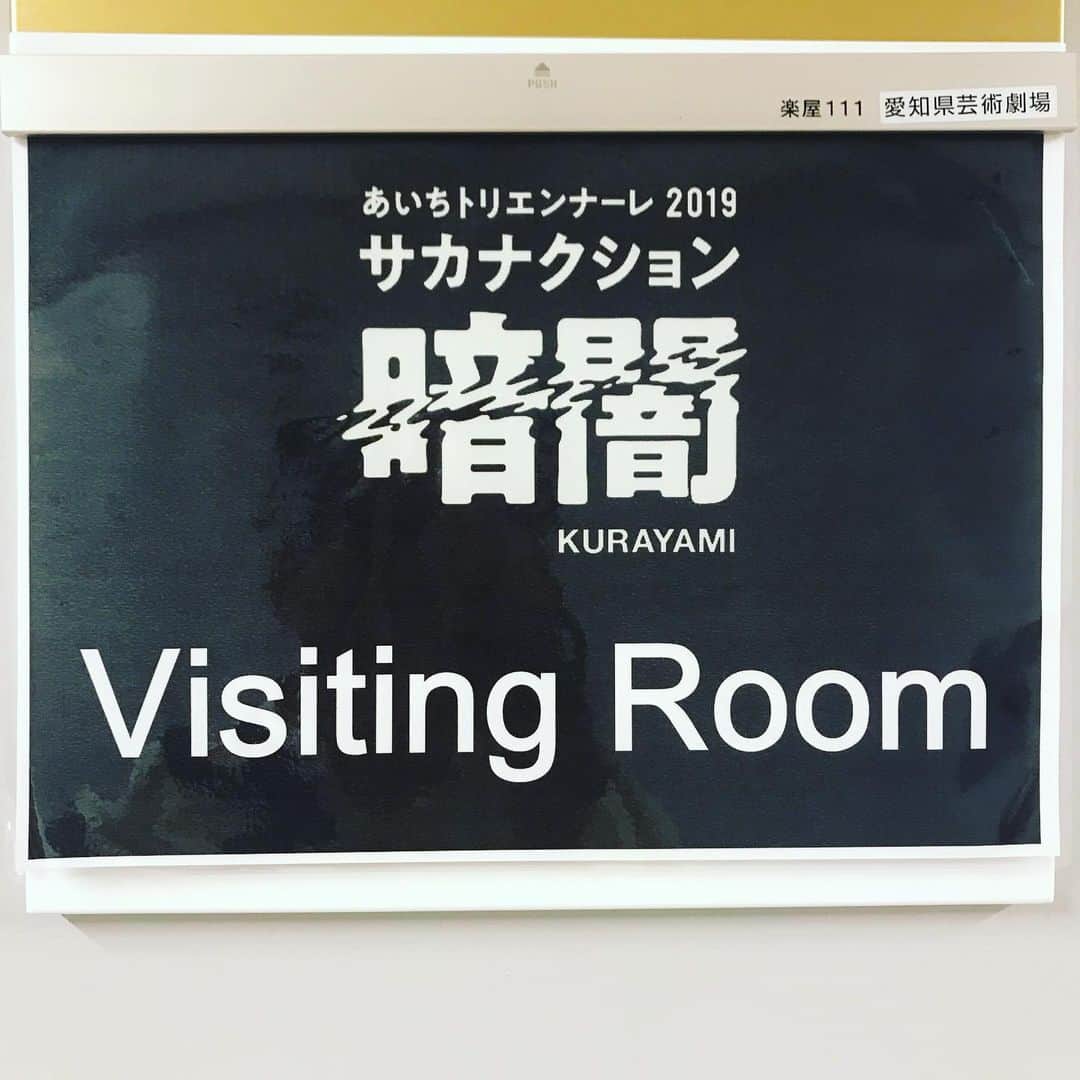 PUSH
楽屋111 愛知県芸術劇場
あいちトリエンナーレ 2019
サカナクション
暗闇
KURAYAMI
Visiting Room